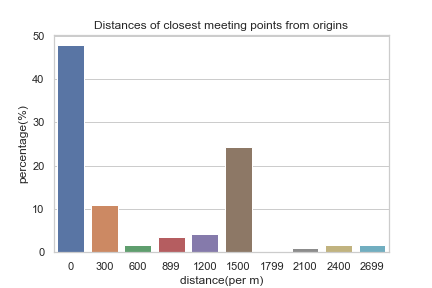 Distances of closest meeting points from origins
50
40
30
20
10
0
percentage(%)
0 300 600 899 1200 1500 1799 2100 2400 2699
distance(per m)